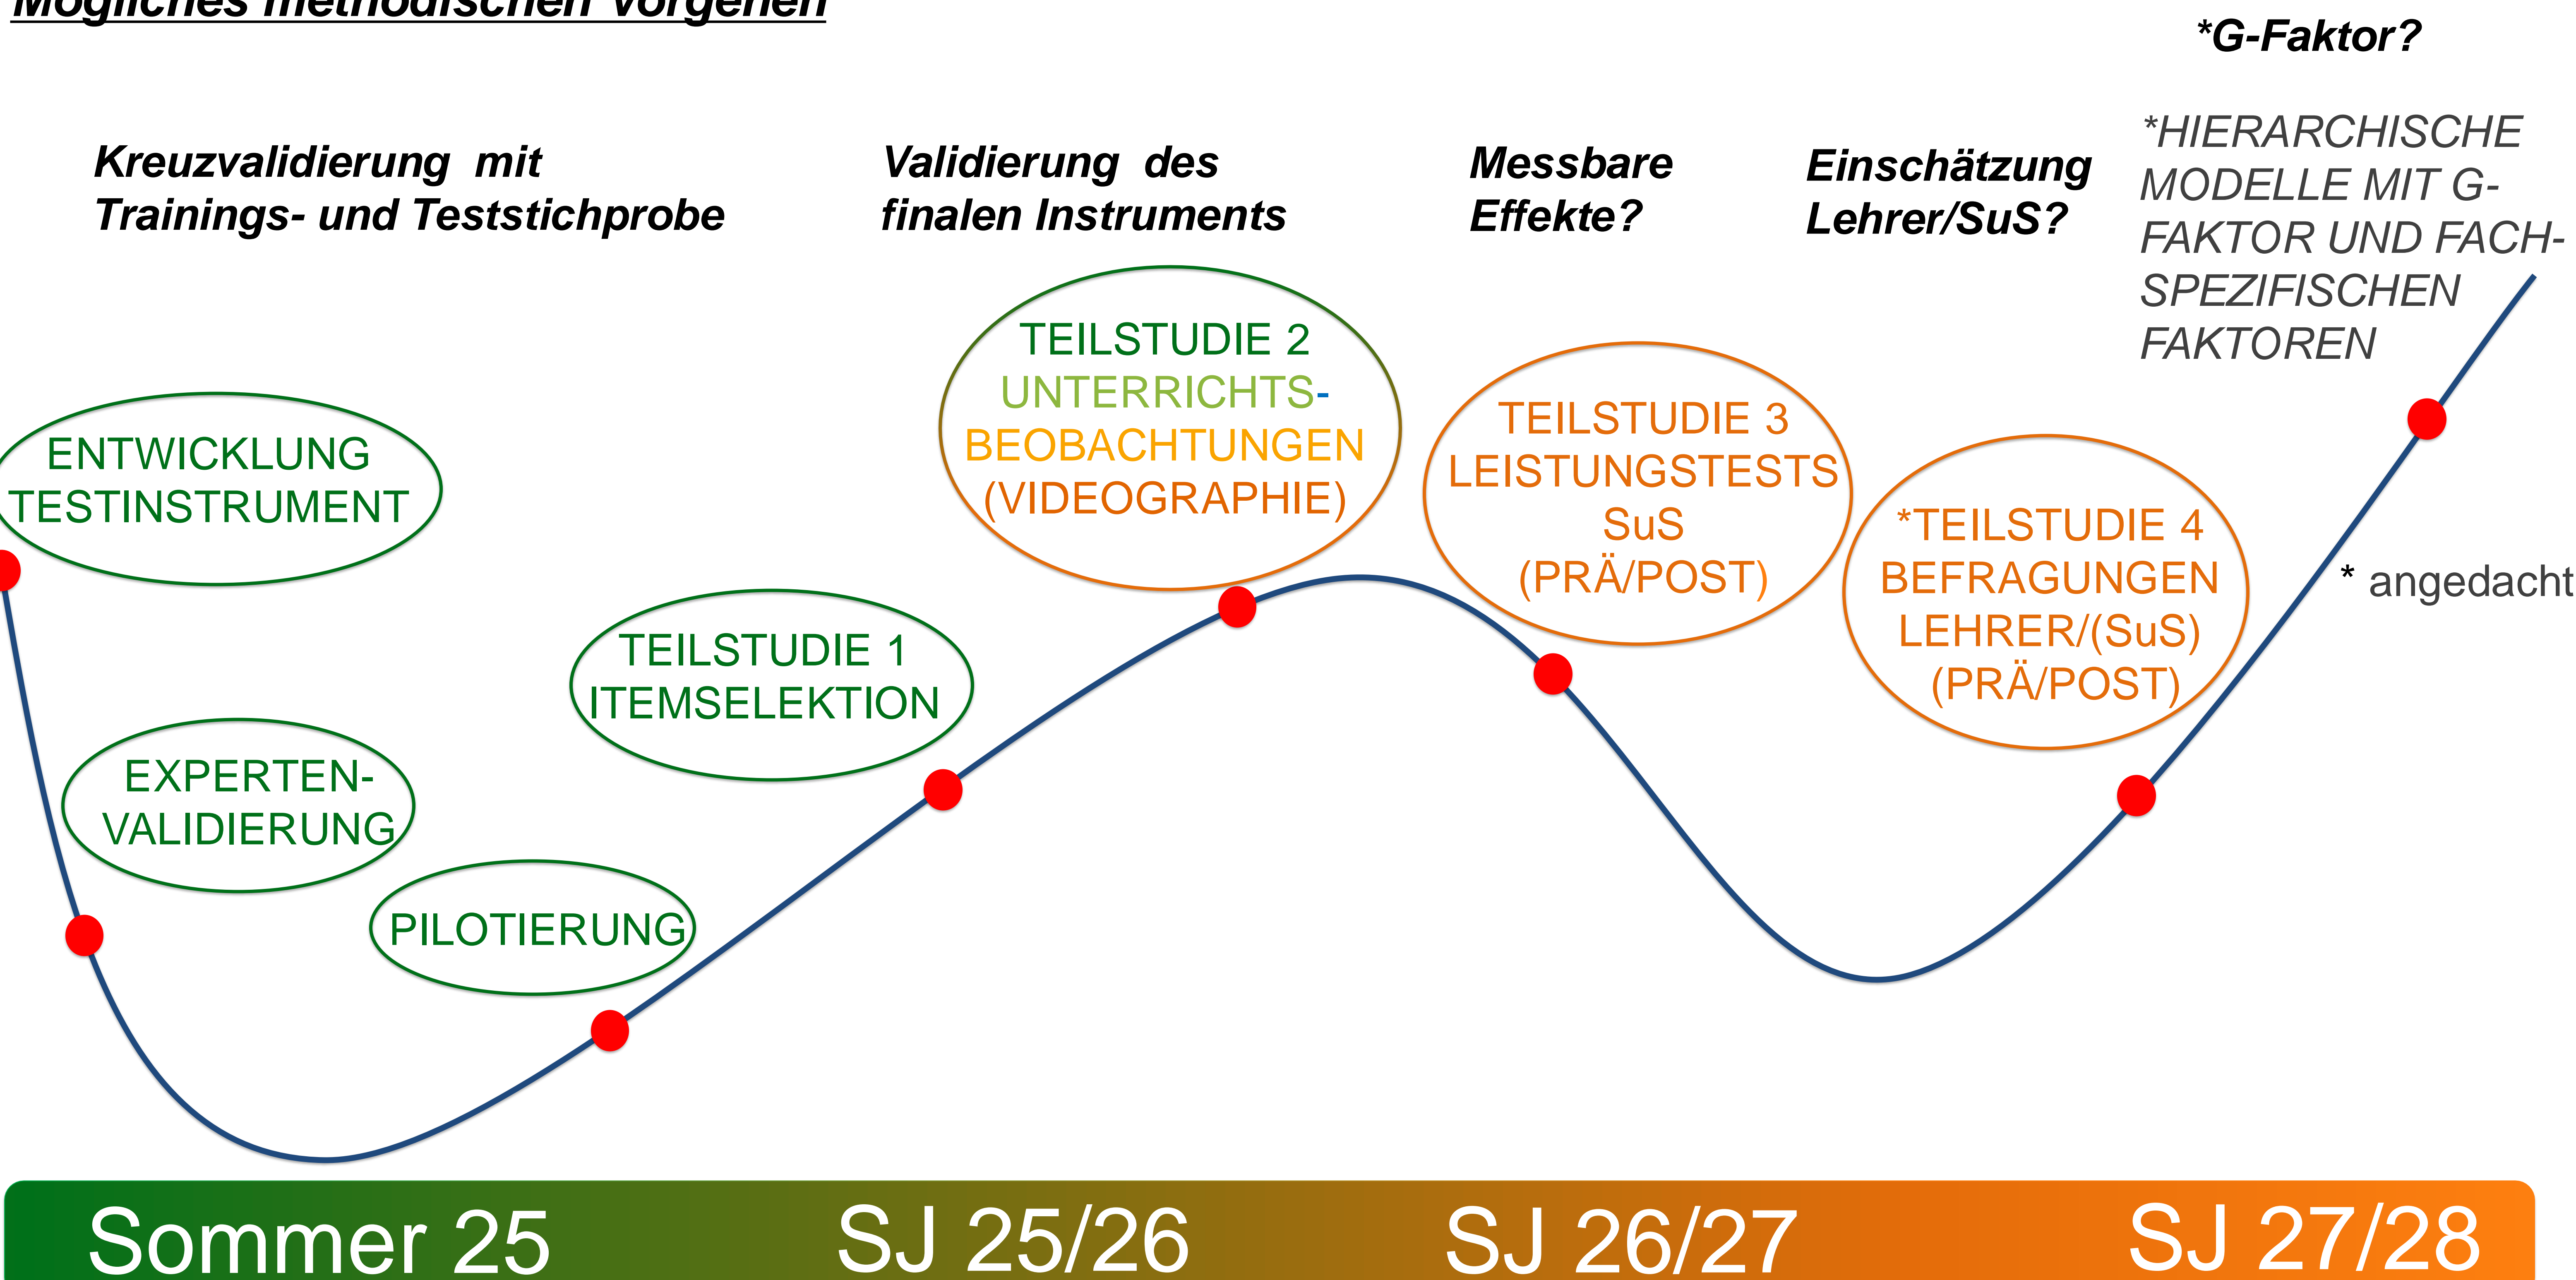 Mögliches methodischen Vorgehen
*G-Faktor?
Kreuzvalidierung mit
Trainings- und Teststichprobe
Validierung des
finalen Instruments
Messbare
Effekte?
Einschätzung
Lehrer/SuS?
*HIERARCHISCHE
MODELLE MIT G-
FAKTOR UND FACH-
SPEZIFISCHEN
FAKTOREN
ENTWICKLUNG
TESTINSTRUMENT
EXPERTEN-
VALIDIERUNG
PILOTIERUNG
TEILSTUDIE 1
ITEMSELEKTION
TEILSTUDIE 2
UNTERRICHTS-
BEOBACHTUNGEN
(VIDEOGRAPHIE)
TEILSTUDIE 3
LEISTUNGSTESTS
SuS
(PRÄ/POST)
*TEILSTUDIE 4
BEFRAGUNGEN
LEHRER/(SuS)
(PRÄ/POST)
* angedacht
Sommer 25
SJ 25/26
SJ 26/27
SJ 27/28